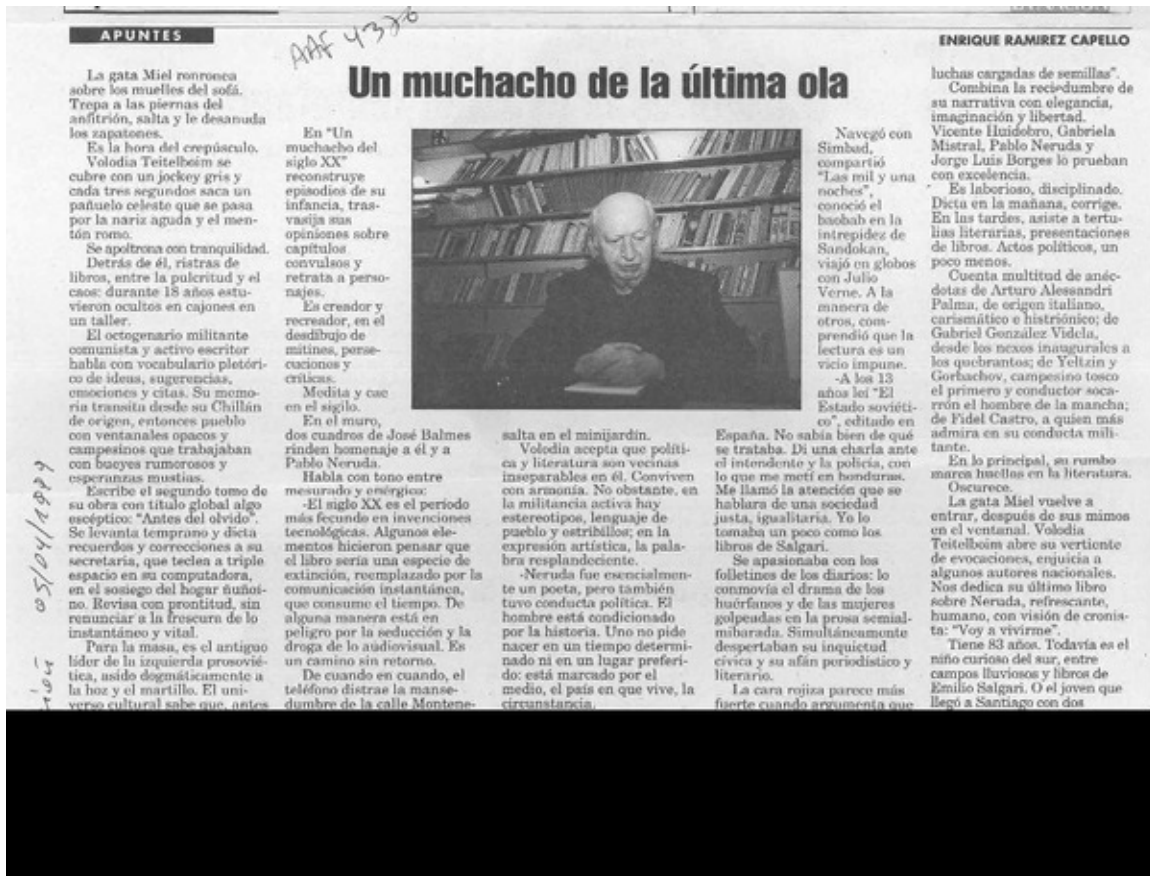 APUNTES
AAF 4376
ENRIQUE RAMIREZ CAPELLO
Un muchacho de la última ola
La gata Miel ronronea
sobre los muelles del sofá.
Trepa a las piernas del
anfitrión, salta y le desanuda
los zapatones.
Es la hora del crepúsculo.
Volodia Teitelboim se
cubre con un jockey gris y
cada tres segundos saca un
pañuelo celeste que se pasa
por la nariz aguda y el men-
tón romo.
Se apoltrona con tranquilidad.
Detrás de él, ristras de
libros, entre la pulcritud y el
caos: durante 18 años estu-
vieron ocultos en cajones en
un taller.
El octogenario militante
comunista y activo escritor
habla con vocabulario pletóri-
co de ideas, sugerencias,
emociones y citas. Su memo-
ria transita desde su Chillán
de origen, entonces pueblo
con ventanales opacos y
campesinos que trabajaban
con bueyes rumorosos y
esperanzas mustias.
Escribe el segundo tomo de
su obra con título global algo
escéptico: "Antes del olvido".
Se levanta temprano y dicta
recuerdos y correcciones a su
secretaria, que teclea a triple
espacio en su computadora,
en el sosiego del hogar ñuñoí-
no. Revisa con prontitud, sin
renunciar a la frescura de lo
instantáneo y vital.
Para la masa, es el antiguo
líder de la izquierda prosovié-
tica, asido dogmáticamente a
la hoz y el martillo. El uni-
verso cultural sabe que, antes
En "Un
muchacho del
siglo XX"
reconstruye
episodios de su
infancia, tras-
vasija sus
opiniones sobre
capítulos
convulsos y
retrata a perso-
najes.
Es creador y
recreador, en el
desdibujo de
mitines, perse-
cuciones y
críticas.
Medita y cae
en el sigilo.
En el muro,
dos cuadros de José Balmes
rinden homenaje a él y a
Pablo Neruda.
Habla con tono entre
mesurado y enérgico:
-El siglo XX es el período
más fecundo en invenciones
tecnológicas. Algunos ele-
mentos hicieron pensar que
el libro sería una especie de
extinción, reemplazado por la
comunicación instantánea,
que consume el tiempo. De
alguna manera está en
peligro por la seducción y la
droga de lo audiovisual. Es
un camino sin retorno.
De cuando en cuando, el
teléfono distrae la manse-
dumbre de la calle Montene-
salta en el minijardín.
Volodia acepta que políti-
ca y literatura son vecinas
inseparables en él. Conviven
con armonía. No obstante, en
la militancia activa hay
estereotipos, lenguaje de
pueblo y estribillos; en la
expresión artística, la pala-
bra resplandeciente.
-Neruda fue esencialmen-
te un poeta, pero también
tuvo conducta política. El
hombre está condicionado
por la historia. Uno no pide
nacer en un tiempo determi-
nado ni en un lugar preferi-
do: está marcado por el
medio, el país en que vive, la
circunstancia.
Navegó con
Simbad,
compartió
"Las mil y una
noches",
conoció el
baobab en la
intrepidez de
Sandokan,
viajó en globos
con Julio
Verne. A la
manera de
otros, com-
prendió que la
lectura es un
vicio impune.
-A los 13
años leí "El
Estado soviéti-
co", editado en
España. No sabía bien de qué
se trataba. Di una charla ante
el intendente y la policía, con
lo que me metí en honduras.
Me llamó la atención que se
hablara de una sociedad
justa, igualitaria. Yo lo
tomaba un poco como los
libros de Salgari.
Se apasionaba con los
folletines de los diarios: lo
conmovía el drama de los
huérfanos y de las mujeres
golpeadas en la prosa semial-
mibarada. Simultáneamente
despertaban su inquietud
cívica y su afán periodístico y
literario.
La cara rojiza parece más
fuerte cuando argumenta que
luchas cargadas de semillas".
Combina la reciedumbre de
su narrativa con elegancia,
imaginación y libertad.
Vicente Huidobro, Gabriela
Mistral, Pablo Neruda y
Jorge Luis Borges lo prueban
con excelencia.
Es laborioso, disciplinado.
Dicta en la mañana, corrige.
En las tardes, asiste a tertu-
lias literarias, presentaciones
de libros. Actos políticos, un
poco menos.
Cuenta multitud de anéc-
dotas de Arturo Alessandri
Palma, de origen italiano,
carismático e histriónico; de
Gabriel González Videla,
desde los nexos inaugurales a
los quebrantos; de Yeltzin y
Gorbachov, campesino tosco
el primero y conductor soca-
rrón el hombre de la mancha;
de Fidel Castro, a quien más
admira en su conducta mili-
tante.
En lo principal, su rumbo
marca huellas en la literatura.
Oscurece.
La gata Miel vuelve a
entrar, después de sus mimos
en el ventanal. Volodia
Teitelboim abre su vertiente
de evocaciones, enjuicia a
algunos autores nacionales.
Nos dedica su último libro
sobre Neruda, refrescante,
humano, con visión de cronis-
ta: "Voy a vivirme".
Tiene 83 años. Todavía es el
niño curioso del sur, entre
campos lluviosos y libros de
Emilio Salgari. O el joven que
llegó a Santiago con dos
05/04/1999